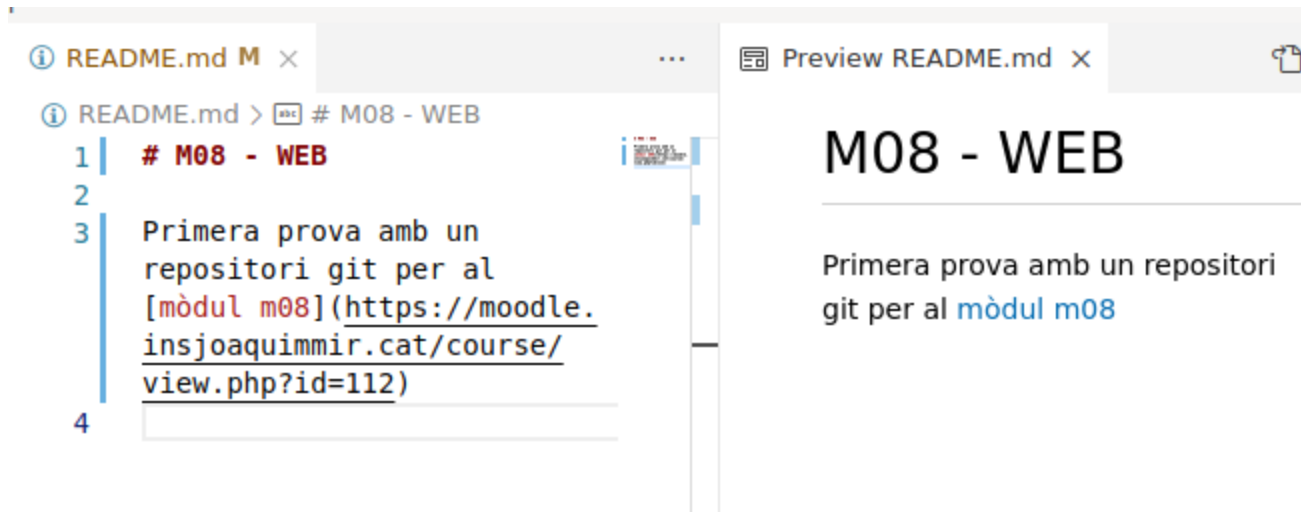 README.md M
README.md > # M08 - WEB
1 # M08 - WEB
2
3 Primera prova amb un
repositori git per al
[mòdul m08](https://moodle.
insjoaquimmir.cat/course/
view.php?id=112)
4
Preview README.md
M08 - WEB
Primera prova amb un repositori
git per al mòdul m08